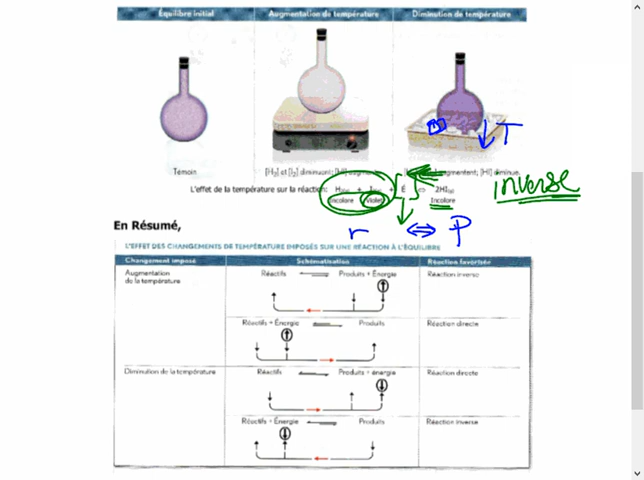 Équilibre initial
Augmentation de température
Diminution de température
T
Témoin
[H₂] et [I₂] diminuent; [HI] augmente
augmentent; [HI] diminue
L'effet de la température sur la réaction: H₂ + + É ⇔ 2HI(g)
Incolore Violet Incolore
inverse
r ⇔ P
En Résumé,
L'EFFET DES CHANGEMENTS DE TEMPÉRATURE IMPOSÉS SUR UNE RÉACTION À L'ÉQUILIBRE
Changement imposé Schématisation Réaction favorisée
Augmentation de la température
Réactifs Produits + Énergie
Réaction inverse
Réactifs + Énergie Produits
Réaction directe
Diminution de la température
Réactifs Produits + énergie
Réaction directe
Réactifs + Énergie Produits
Réaction inverse